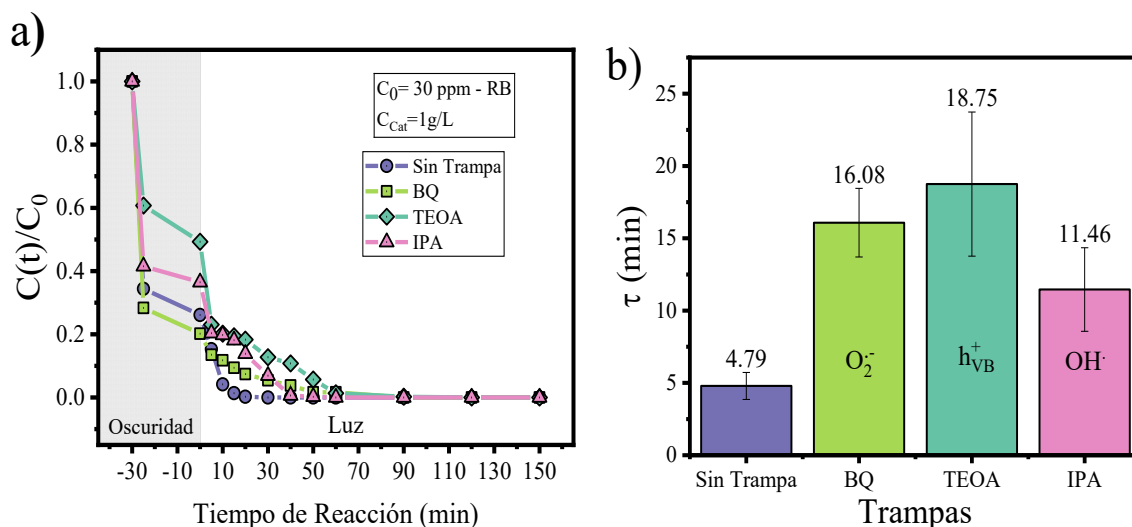 a)
C(t)/C₀
1.0
0.8
0.6
0.4
0.2
0.0
C₀= 30 ppm - RB
C_Cat=1g/L
Sin Trampa
BQ
TEOA
IPA
Oscuridad
Luz
-30 -10 10 30 50 70 90 110 130 150
Tiempo de Reacción (min)
b)
τ (min)
25
20
15
10
5
0
4.79
16.08
18.75
11.46
O₂·⁻
h⁺VB
OH·
Sin Trampa BQ TEOA IPA
Trampas